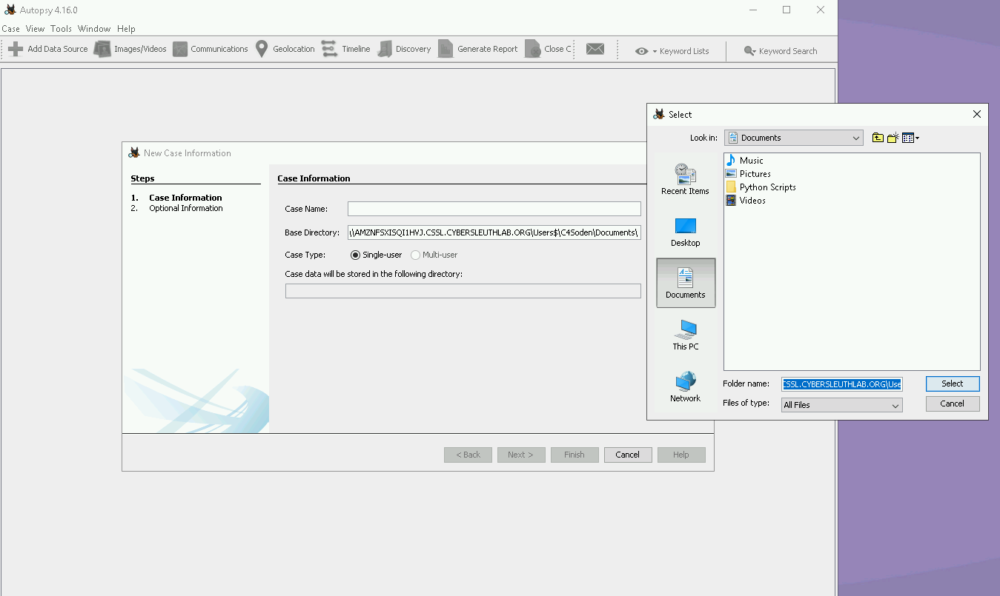 Autopsy 4.16.0
Case View Tools Window Help
Add Data Source Images/Videos Communications Geolocation Timeline Discovery Generate Report Close C Keyword Lists Keyword Search
New Case Information
Steps
1. Case Information
2. Optional Information
Case Information
Case Name:
Base Directory: \\AMZNFSXISQI1HVJ.CSSL.CYBERSLEUTHLAB.ORG\Users$\C4Soden\Documents\
Case Type: Single-user Multi-user
Case data will be stored in the following directory:
< Back Next > Finish Cancel Help
Select
Look in: Documents
Recent Items
Desktop
Documents
This PC
Network
Music
Pictures
Python Scripts
Videos
Folder name: CSSL.CYBERSLEUTHLAB.ORG\Use Select
Files of type: All Files Cancel